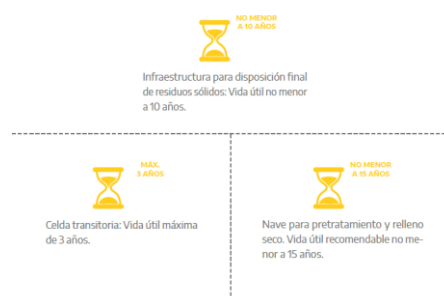 NO MENOR
A 10 AÑOS
Infraestructura para disposición final
de residuos sólidos: Vida útil no menor
a 10 años.
MÁX.
3 AÑOS
Celda transitoria: Vida útil máxima
de 3 años.
NO MENOR
A 15 AÑOS
Nave para pretratamiento y relleno
seco. Vida útil recomendable no me-
nor a 15 años.